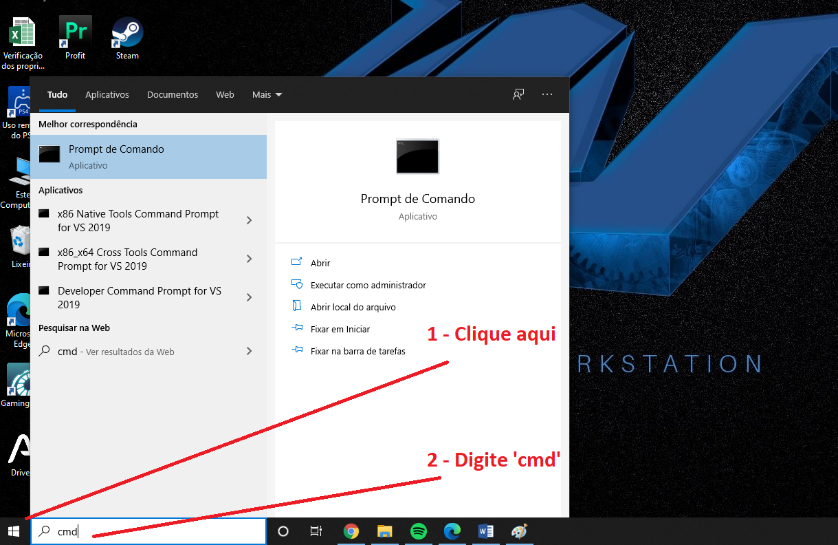 Verificação
dos propri...
Profit
Steam
Tudo
Aplicativos
Documentos
Web
Mais
Melhor correspondência
Prompt de Comando
Aplicativo
Aplicativos
x86 Native Tools Command Prompt
for VS 2019
x86_x64 Cross Tools Command
Prompt for VS 2019
Developer Command Prompt for VS
2019
Pesquisar na Web
cmd - Ver resultados da Web
Prompt de Comando
Aplicativo
Abrir
Executar como administrador
Abrir local do arquivo
Fixar em Iniciar
Fixar na barra de tarefas
1 - Clique aqui
2 - Digite 'cmd'
Uso rem
do PS
Este
Comput
Lixei
Micros
Edge
Gaming
Drive
RKSTATION
cmd